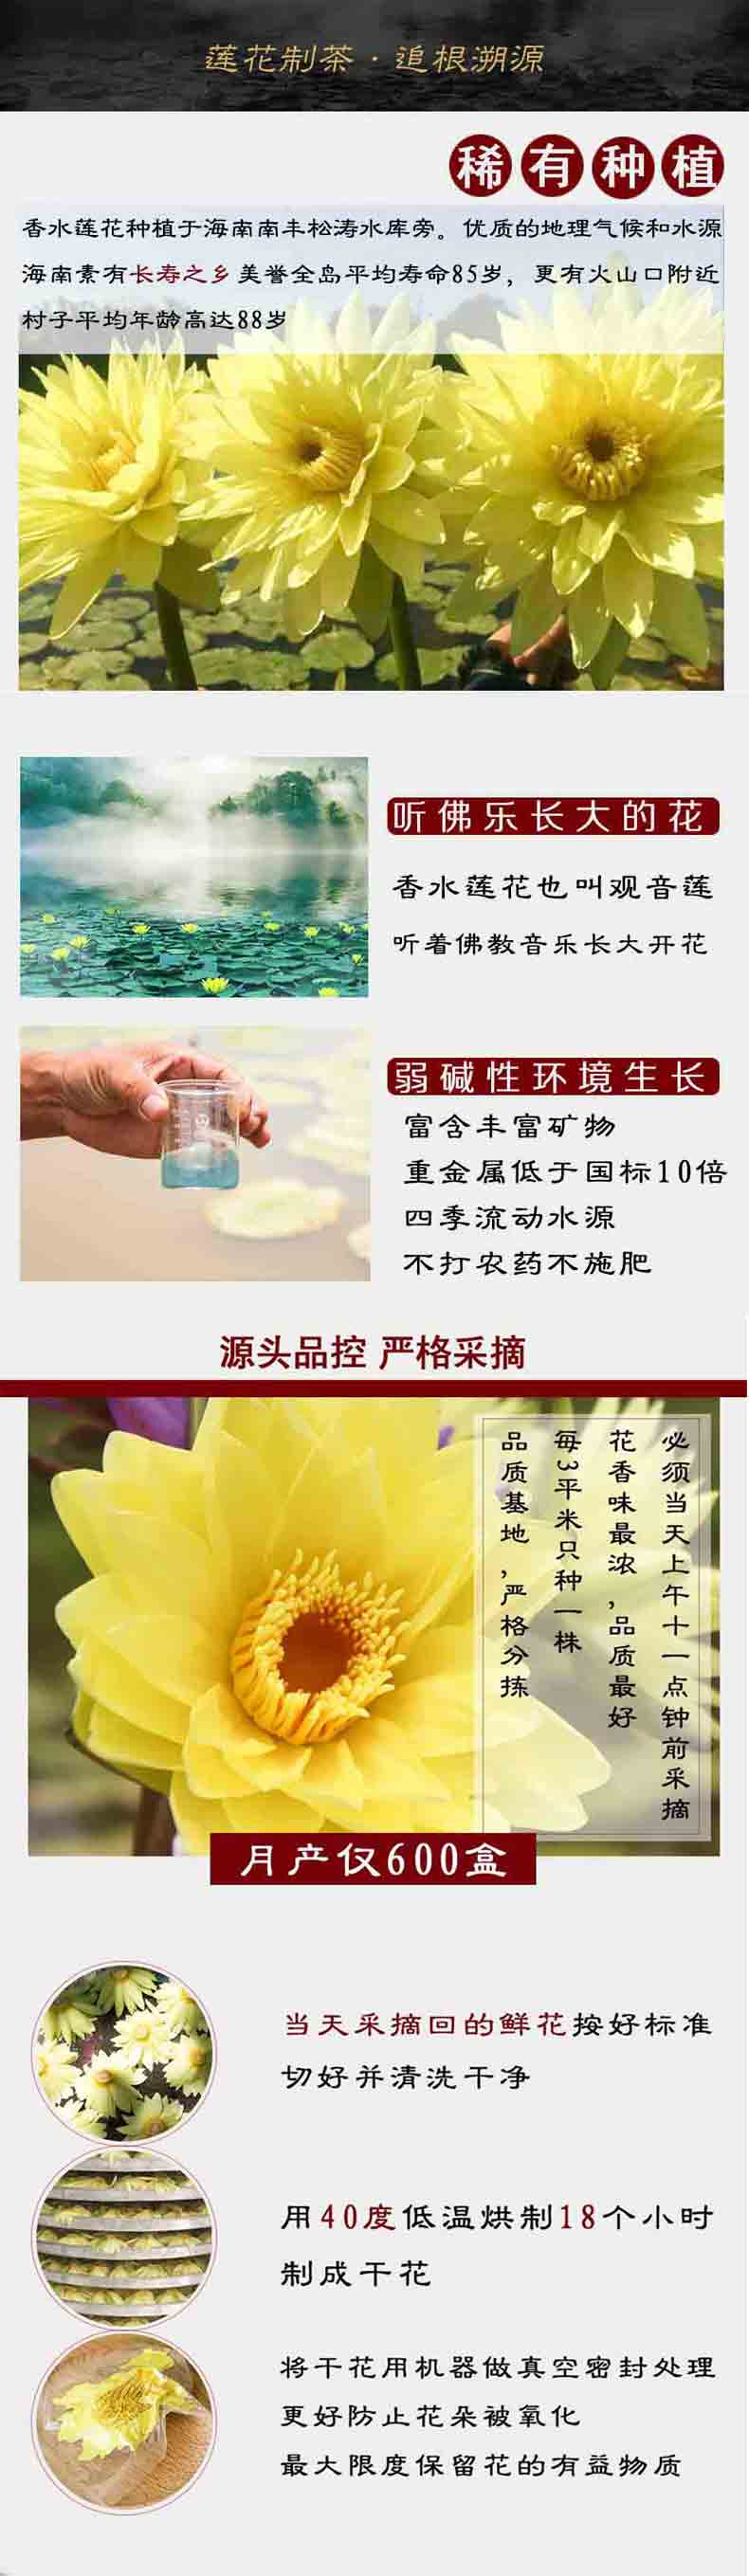 莲花制茶·追根溯源
稀有种植
香水莲花种植于海南南丰松涛水库旁。优质的地理气候和水源
海南素有长寿之乡美誉全岛平均寿命85岁，更有火山口附近
村子平均年龄高达88岁
听佛乐长大的花
香水莲花也叫观音莲
听着佛教音乐长大开花
弱碱性环境生长
富含丰富矿物
重金属低于国标10倍
四季流动水源
不打农药不施肥
源头品控 严格采摘
必须当天上午十一点钟前采摘
花香味最浓,品质最好
每3平米只种一株
品质基地,严格分拣
月产仅600盒
当天采摘回的鲜花按好标准
切好并清洗干净
用40度低温烘制18个小时
制成干花
将干花用机器做真空密封处理
更好防止花朵被氧化
最大限度保留花的有益物质